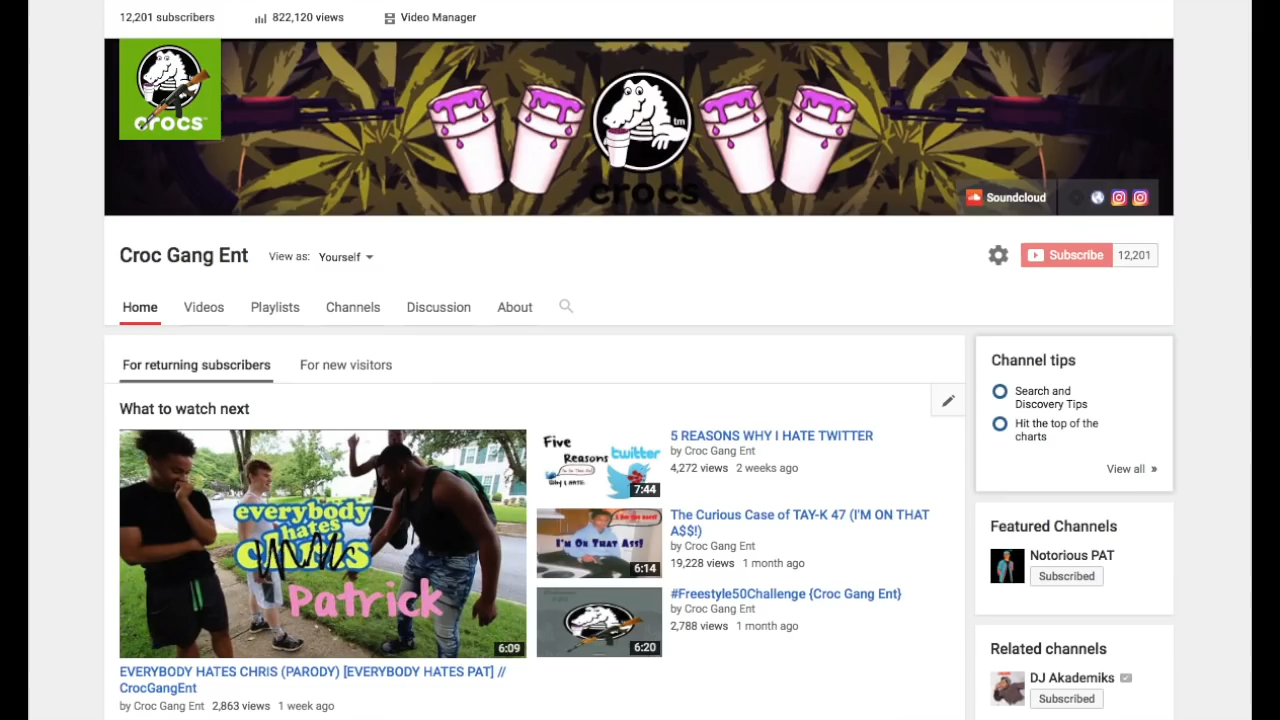 12,201 subscribers
822,120 views
Video Manager
crocs™
tm
crocs
Soundcloud
Croc Gang Ent
View as: Yourself
Subscribe 12,201
Home Videos Playlists Channels Discussion About
For returning subscribers For new visitors
What to watch next
everybody
hates
Patrick
6:09
EVERYBODY HATES CHRIS (PARODY) [EVERYBODY HATES PAT] //
CrocGangEnt
by Croc Gang Ent 2,863 views 1 week ago
Five
Reasons
Why I HATE
twitter
7:44
5 REASONS WHY I HATE TWITTER
by Croc Gang Ent
4,272 views 2 weeks ago
I'm On That Ass!
6:14
The Curious Case of TAY-K 47 (I'M ON THAT
A$$!)
by Croc Gang Ent
19,228 views 1 month ago
6:20
#Freestyle50Challenge {Croc Gang Ent}
by Croc Gang Ent
2,788 views 1 month ago
Channel tips
Search and
Discovery Tips
Hit the top of the
charts
View all »
Featured Channels
Notorious PAT
Subscribed
Related channels
DJ Akademiks
Subscribed